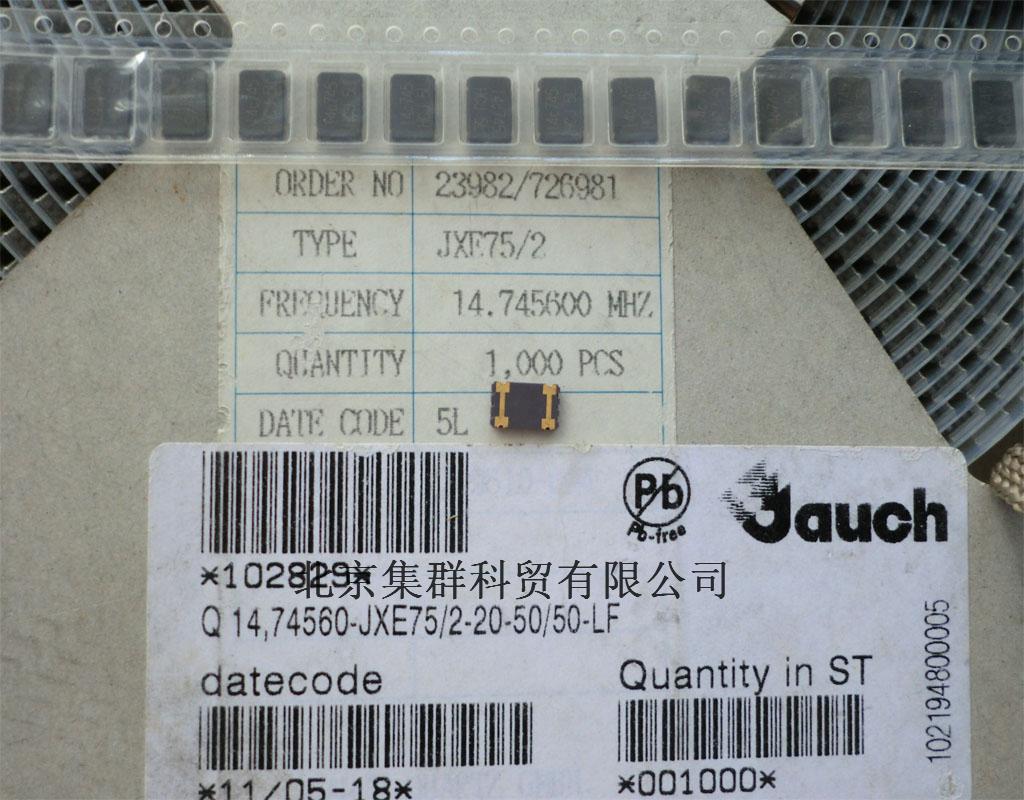 ORDER NO 23982/726981
TYPE JXE75/2
FREQUENCY 14.745600 MHZ
QUANTITY 1,000 PCS
DATE CODE 5L
Pb
Pb-free
Jauch
*102829*
北京集群科贸有限公司
Q 14,74560-JXE75/2-20-50/50-LF
datecode
Quantity in ST
*11/05-18*
*001000*
102194800005